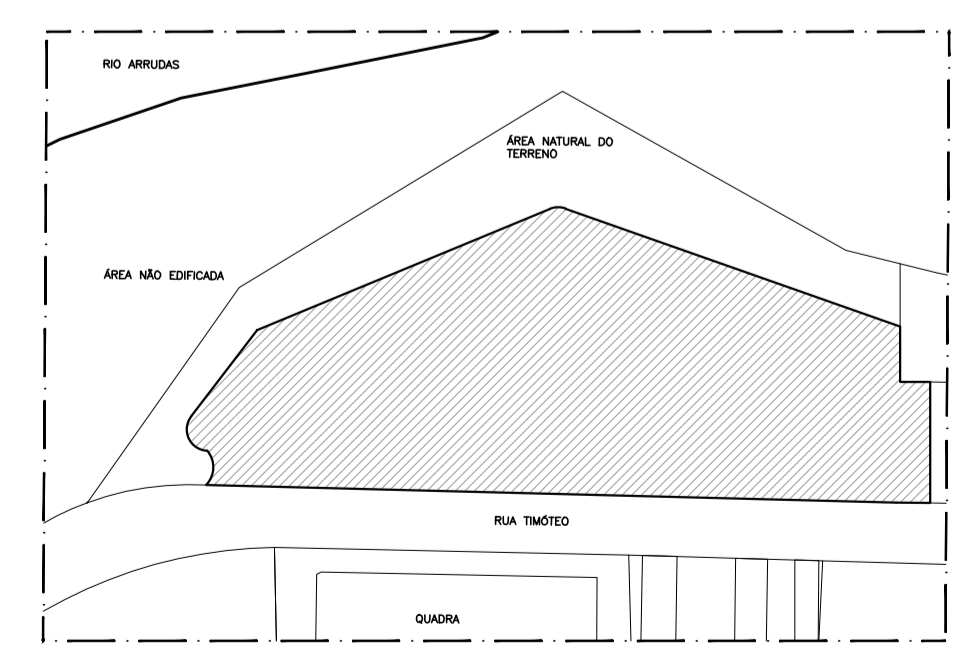 RIO ARRUDAS
ÁREA NATURAL DO
TERRENO
ÁREA NÃO EDIFICADA
RUA TIMÓTEO
QUADRA